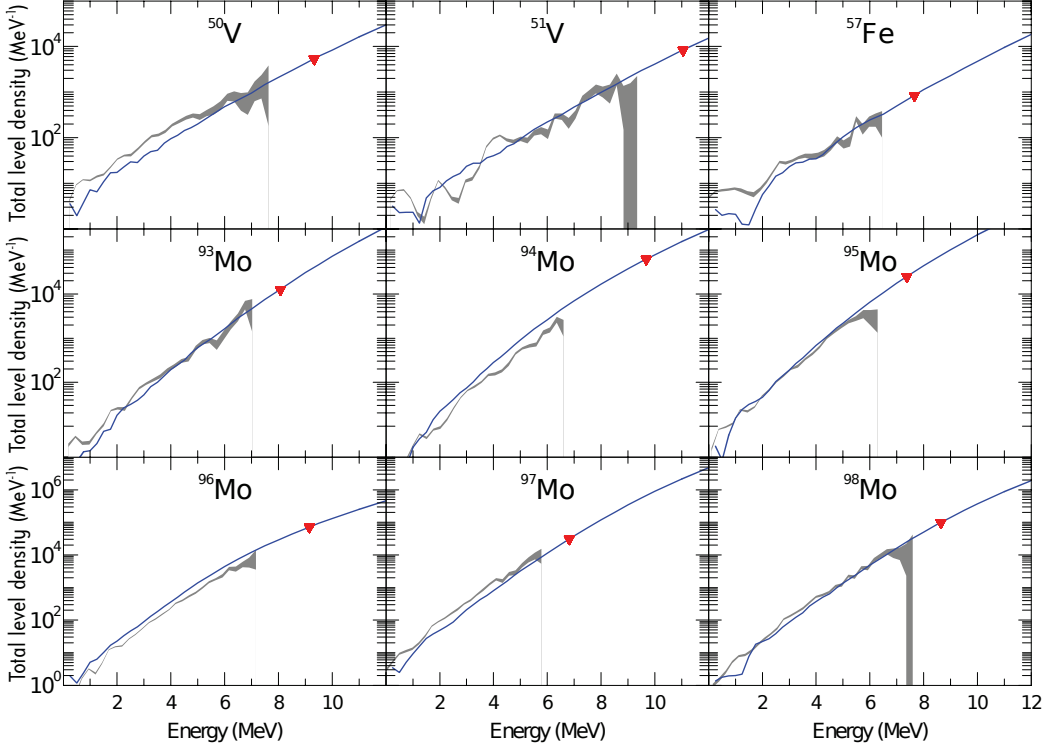 ⁵⁰V ⁵¹V ⁵⁷Fe
Total level density (MeV⁻¹)
10⁴
10²
⁹³Mo ⁹⁴Mo ⁹⁵Mo
Total level density (MeV⁻¹)
10⁴
10²
⁹⁶Mo ⁹⁷Mo ⁹⁸Mo
Total level density (MeV⁻¹)
10⁶
10⁴
10²
10⁰
2 4 6 8 10 2 4 6 8 10 2 4 6 8 10 12
Energy (MeV) Energy (MeV) Energy (MeV)